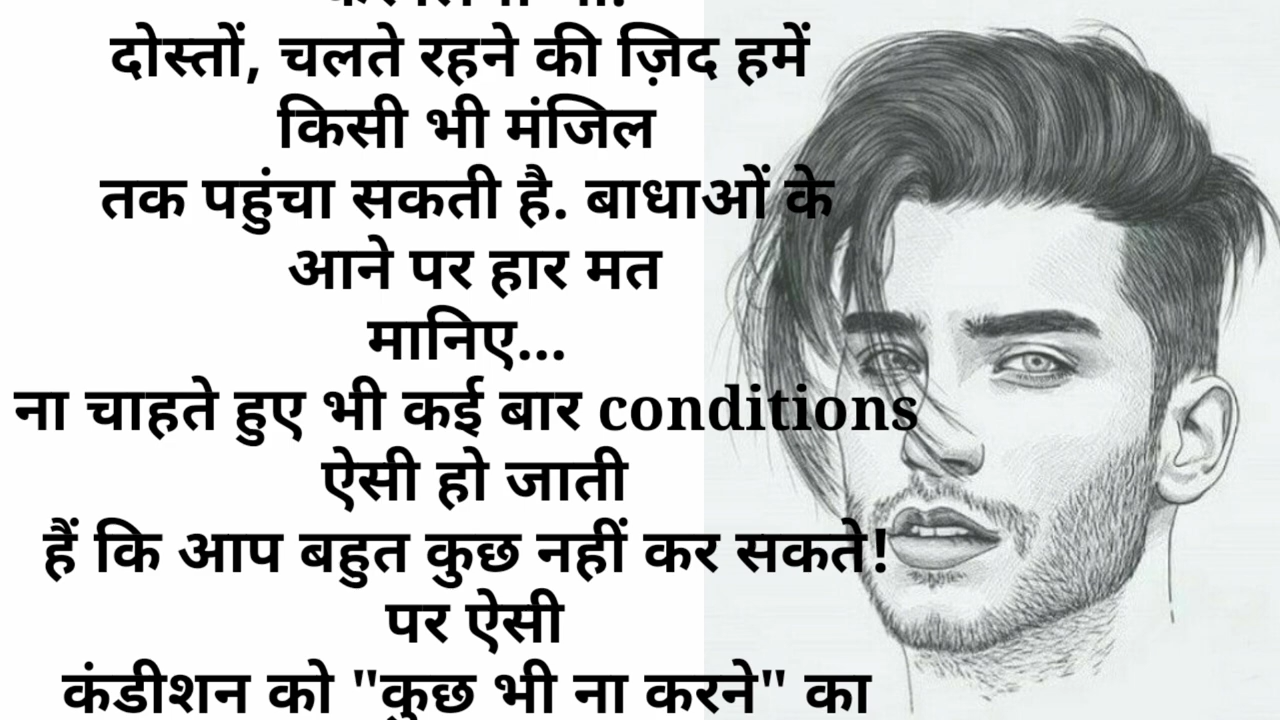 दोस्तों, चलते रहने की ज़िद हमें
किसी भी मंजिल
तक पहुंचा सकती है. बाधाओं के
आने पर हार मत
मानिए...
ना चाहते हुए भी कई बार conditions
ऐसी हो जाती
हैं कि आप बहुत कुछ नहीं कर सकते!
पर ऐसी
कंडीशन को "कुछ भी ना करने" का